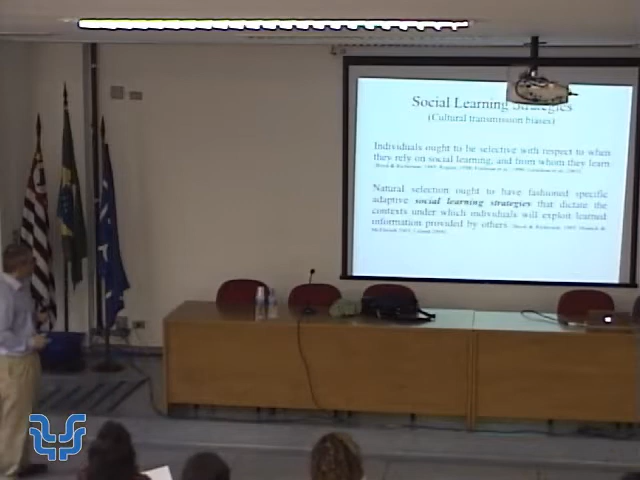 Social Learning Strategies
(Cultural transmission biases)
Individuals ought to be selective with respect to when
they rely on social learning, and from whom they learn
Natural selection ought to have fashioned specific
adaptive social learning strategies that dictate the
contexts under which individuals will exploit learned
information provided by others.